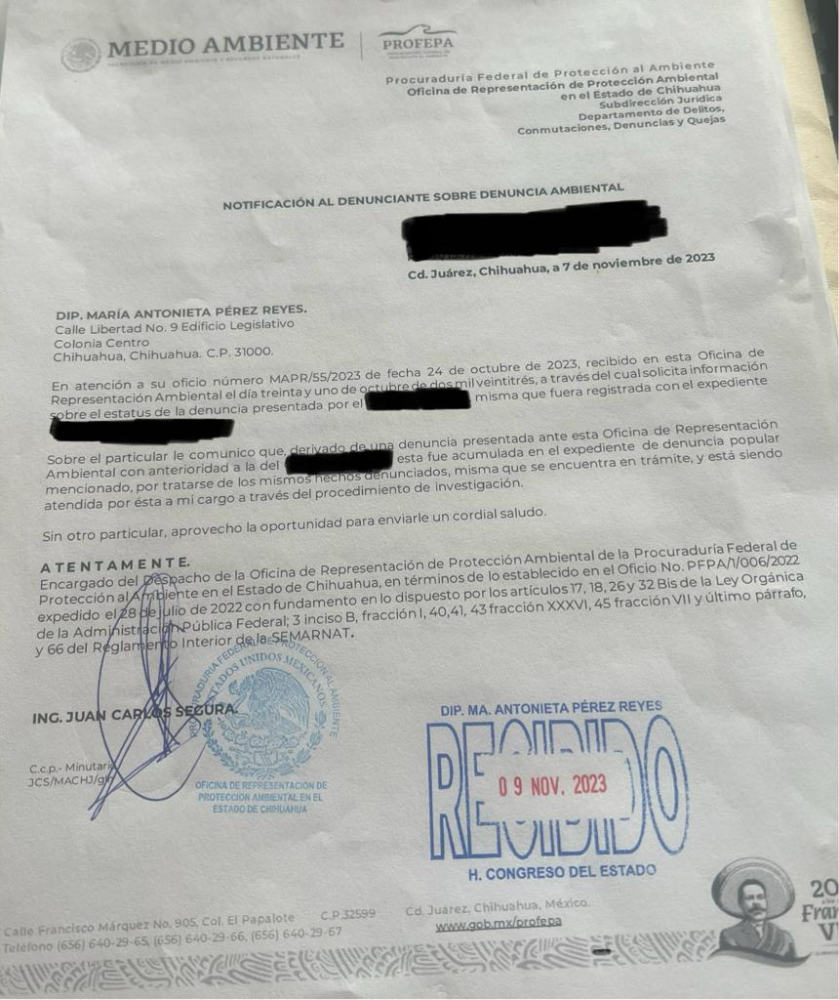 MEDIO AMBIENTE
SECRETARÍA DE MEDIO AMBIENTE Y RECURSOS NATURALES
PROFEPA
Procuraduría Federal de Protección al Ambiente
Oficina de Representación de Protección Ambiental
en el Estado de Chihuahua
Subdirección Jurídica
Departamento de Delitos,
Conmutaciones, Denuncias y Quejas
NOTIFICACIÓN AL DENUNCIANTE SOBRE DENUNCIA AMBIENTAL
Cd. Juárez, Chihuahua, a 7 de noviembre de 2023
DIP. MARÍA ANTONIETA PÉREZ REYES.
Calle Libertad No. 9 Edificio Legislativo
Colonia Centro
Chihuahua, Chihuahua. C.P. 31000.
En atención a su oficio número MAPR/55/2023 de fecha 24 de octubre de 2023, recibido en esta Oficina de
Representación Ambiental el día treinta y uno de octubre de dos mil veintitrés, a través del cual solicita información
sobre el estatus de la denuncia presentada por el misma que fuera registrada con el expediente
Sobre el particular le comunico que, derivado de una denuncia presentada ante esta Oficina de Representación
Ambiental con anterioridad a la del esta fue acumulada en el expediente de denuncia popular
mencionado, por tratarse de los mismos hechos denunciados, misma que se encuentra en trámite, y está siendo
atendida por ésta a mi cargo a través del procedimiento de investigación.
Sin otro particular, aprovecho la oportunidad para enviarle un cordial saludo.
ATENTAMENTE.
Encargado del Despacho de la Oficina de Representación de Protección Ambiental de la Procuraduría Federal de
Protección al Ambiente en el Estado de Chihuahua, en términos de lo establecido en el Oficio No. PFPA/1/006/2022
expedido el 28 de julio de 2022 con fundamento en lo dispuesto por los artículos 17, 18, 26 y 32 Bis de la Ley Orgánica
de la Administración Pública Federal; 3 inciso B, fracción I, 40,41, 43 fracción XXXVI, 45 fracción VII y último párrafo,
y 66 del Reglamento Interior de la SEMARNAT.
PROCURADURÍA FEDERAL DE PROTECCIÓN AL AMBIENTE
ESTADOS UNIDOS MEXICANOS
ING. JUAN CARLOS SEGURA.
C.c.p.- Minutario
JCS/MACHJ/
OFICINA DE REPRESENTACIÓN DE
PROTECCIÓN AMBIENTAL EN EL
ESTADO DE CHIHUAHUA
DIP. MA. ANTONIETA PÉREZ REYES
RECIBIDO
09 NOV. 2023
H. CONGRESO DEL ESTADO
Calle Francisco Márquez No. 905, Col. El Papalote C.P.32599 Cd. Juárez, Chihuahua, México.
Teléfono (656) 640-29-65, (656) 640-29-66, (656) 640-29-67 www.gob.mx/profepa
20
Fran
VI